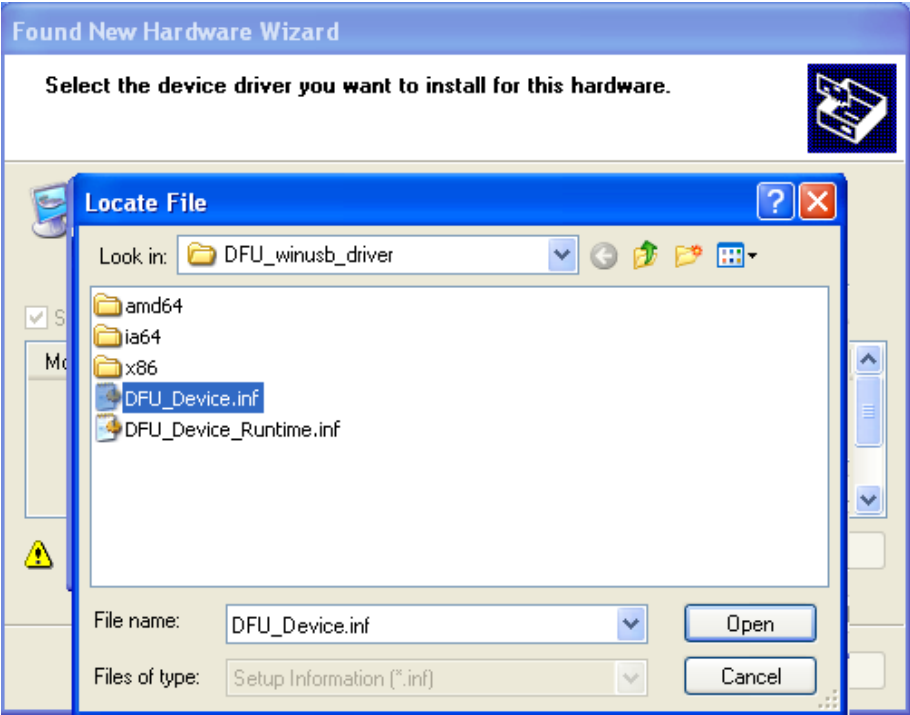 Found New Hardware Wizard
Select the device driver you want to install for this hardware.
Locate File
Look in: DFU_winusb_driver
amd64
ia64
x86
DFU_Device.inf
DFU_Device_Runtime.inf
File name: DFU_Device.inf Open
Files of type: Setup Information (*.inf) Cancel